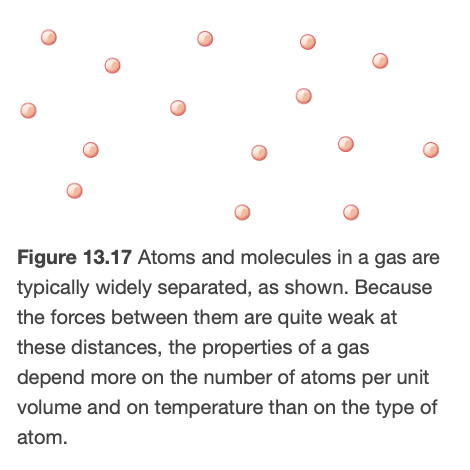 Figure 13.17 Atoms and molecules in a gas are
typically widely separated, as shown. Because
the forces between them are quite weak at
these distances, the properties of a gas
depend more on the number of atoms per unit
volume and on temperature than on the type of
atom.